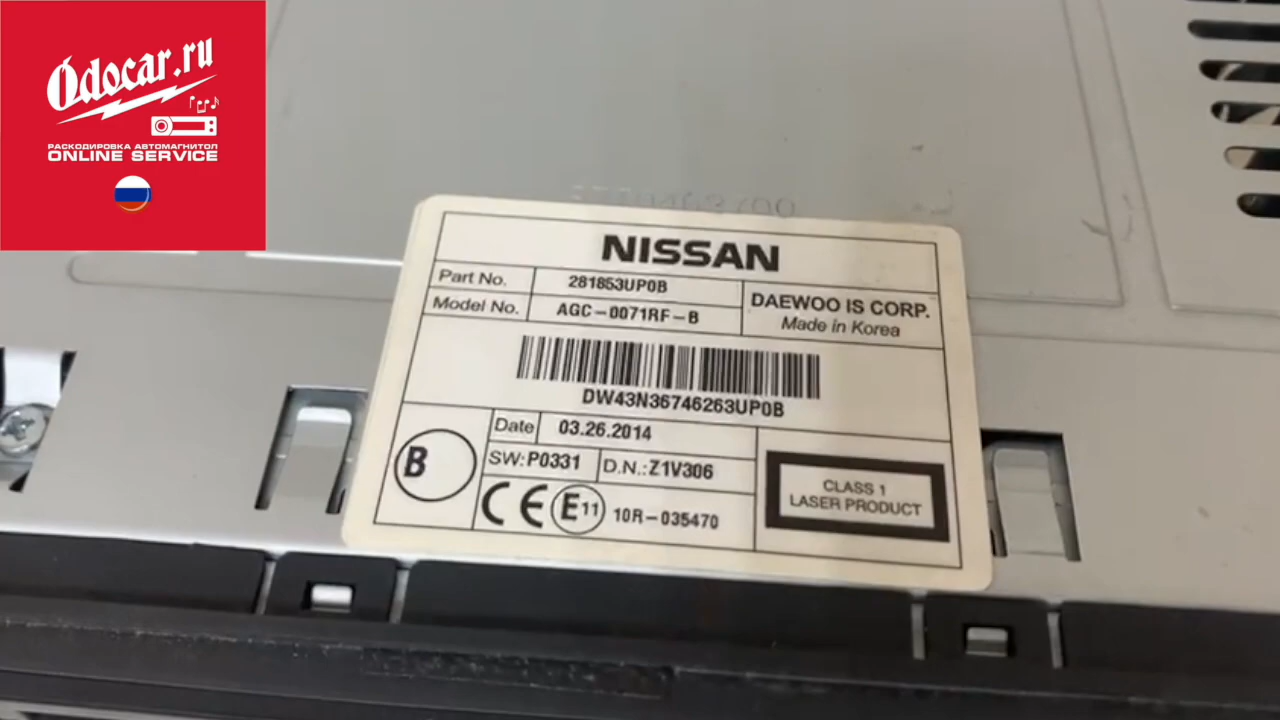 Odocar.ru
РАСКОДИРОВКА АВТОМАГНИТОЛ
ONLINE SERVICE
NISSAN
Part No. 281853UP0B
Model No. AGC-0071RF-B
DAEWOO IS CORP.
Made in Korea
DW43N36746263UP0B
B
Date 03.26.2014
SW: P0331 D.N.: Z1V306
CE E11 10R-035470
CLASS 1
LASER PRODUCT